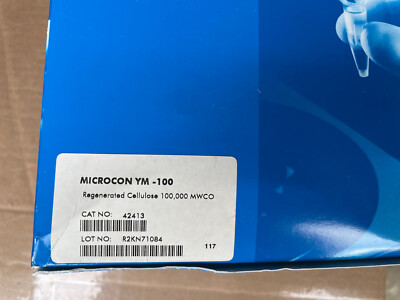 MICROCON YM -100
Regenerated Cellulose 100,000 MWCO
CAT NO: 42413
LOT NO: R2KN71084
117